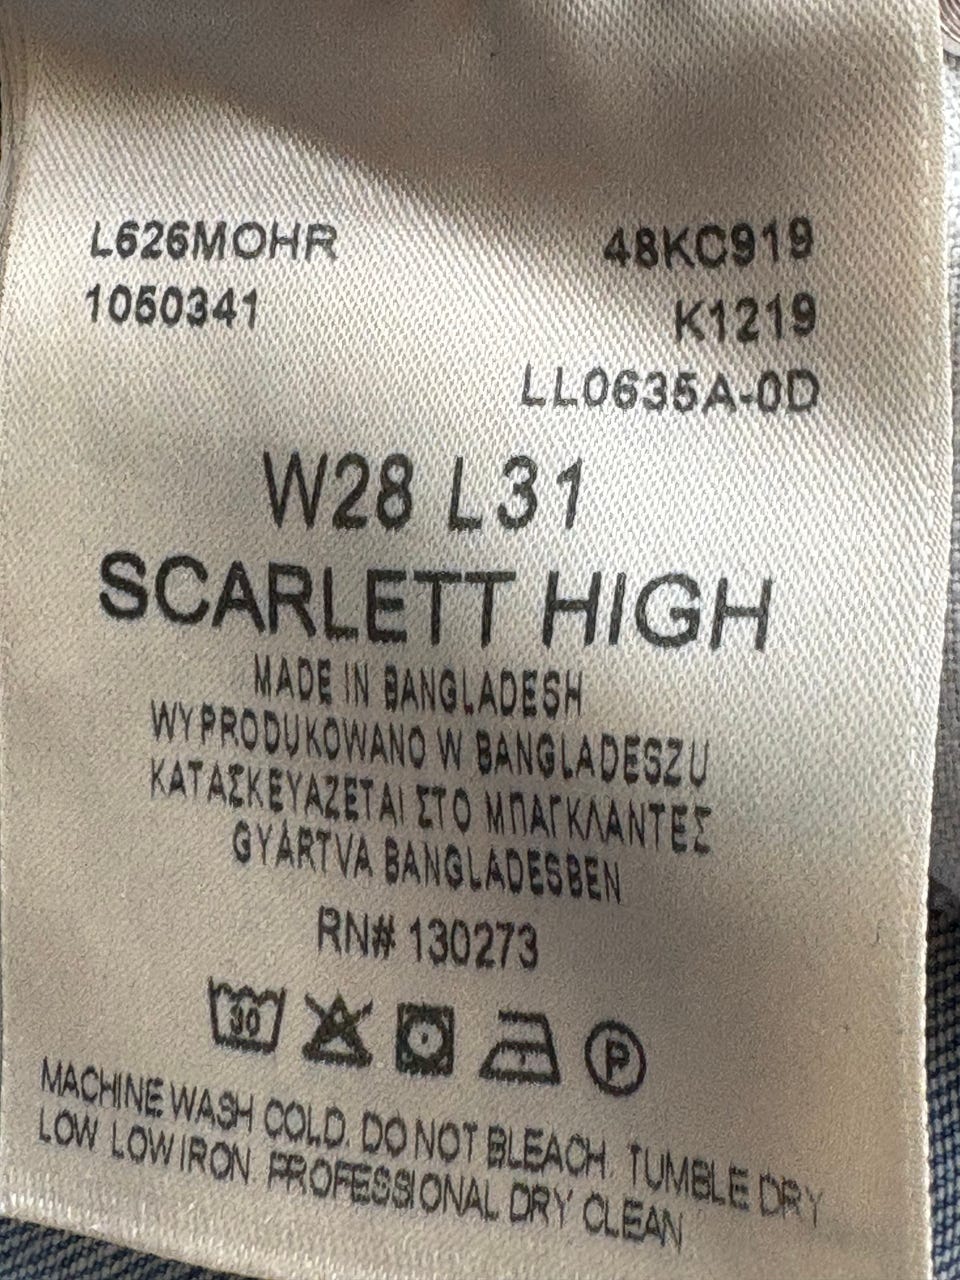 L626MOHR
1050341
48KC919
K1219
LL0635A-0D
W28 L31
SCARLETT HIGH
MADE IN BANGLADESH
WYPRODUKOWANO W BANGLADESZU
ΚΑΤΑΣΚΕΥΑΖΕΤΑΙ ΣΤΟ ΜΠΑΓΚΛΑΝΤΕΣ
GYÁRTVA BANGLADESBEN
RN# 130273
30
P
MACHINE WASH COLD. DO NOT BLEACH. TUMBLE DRY
LOW LOW IRON. PROFESSIONAL DRY CLEAN